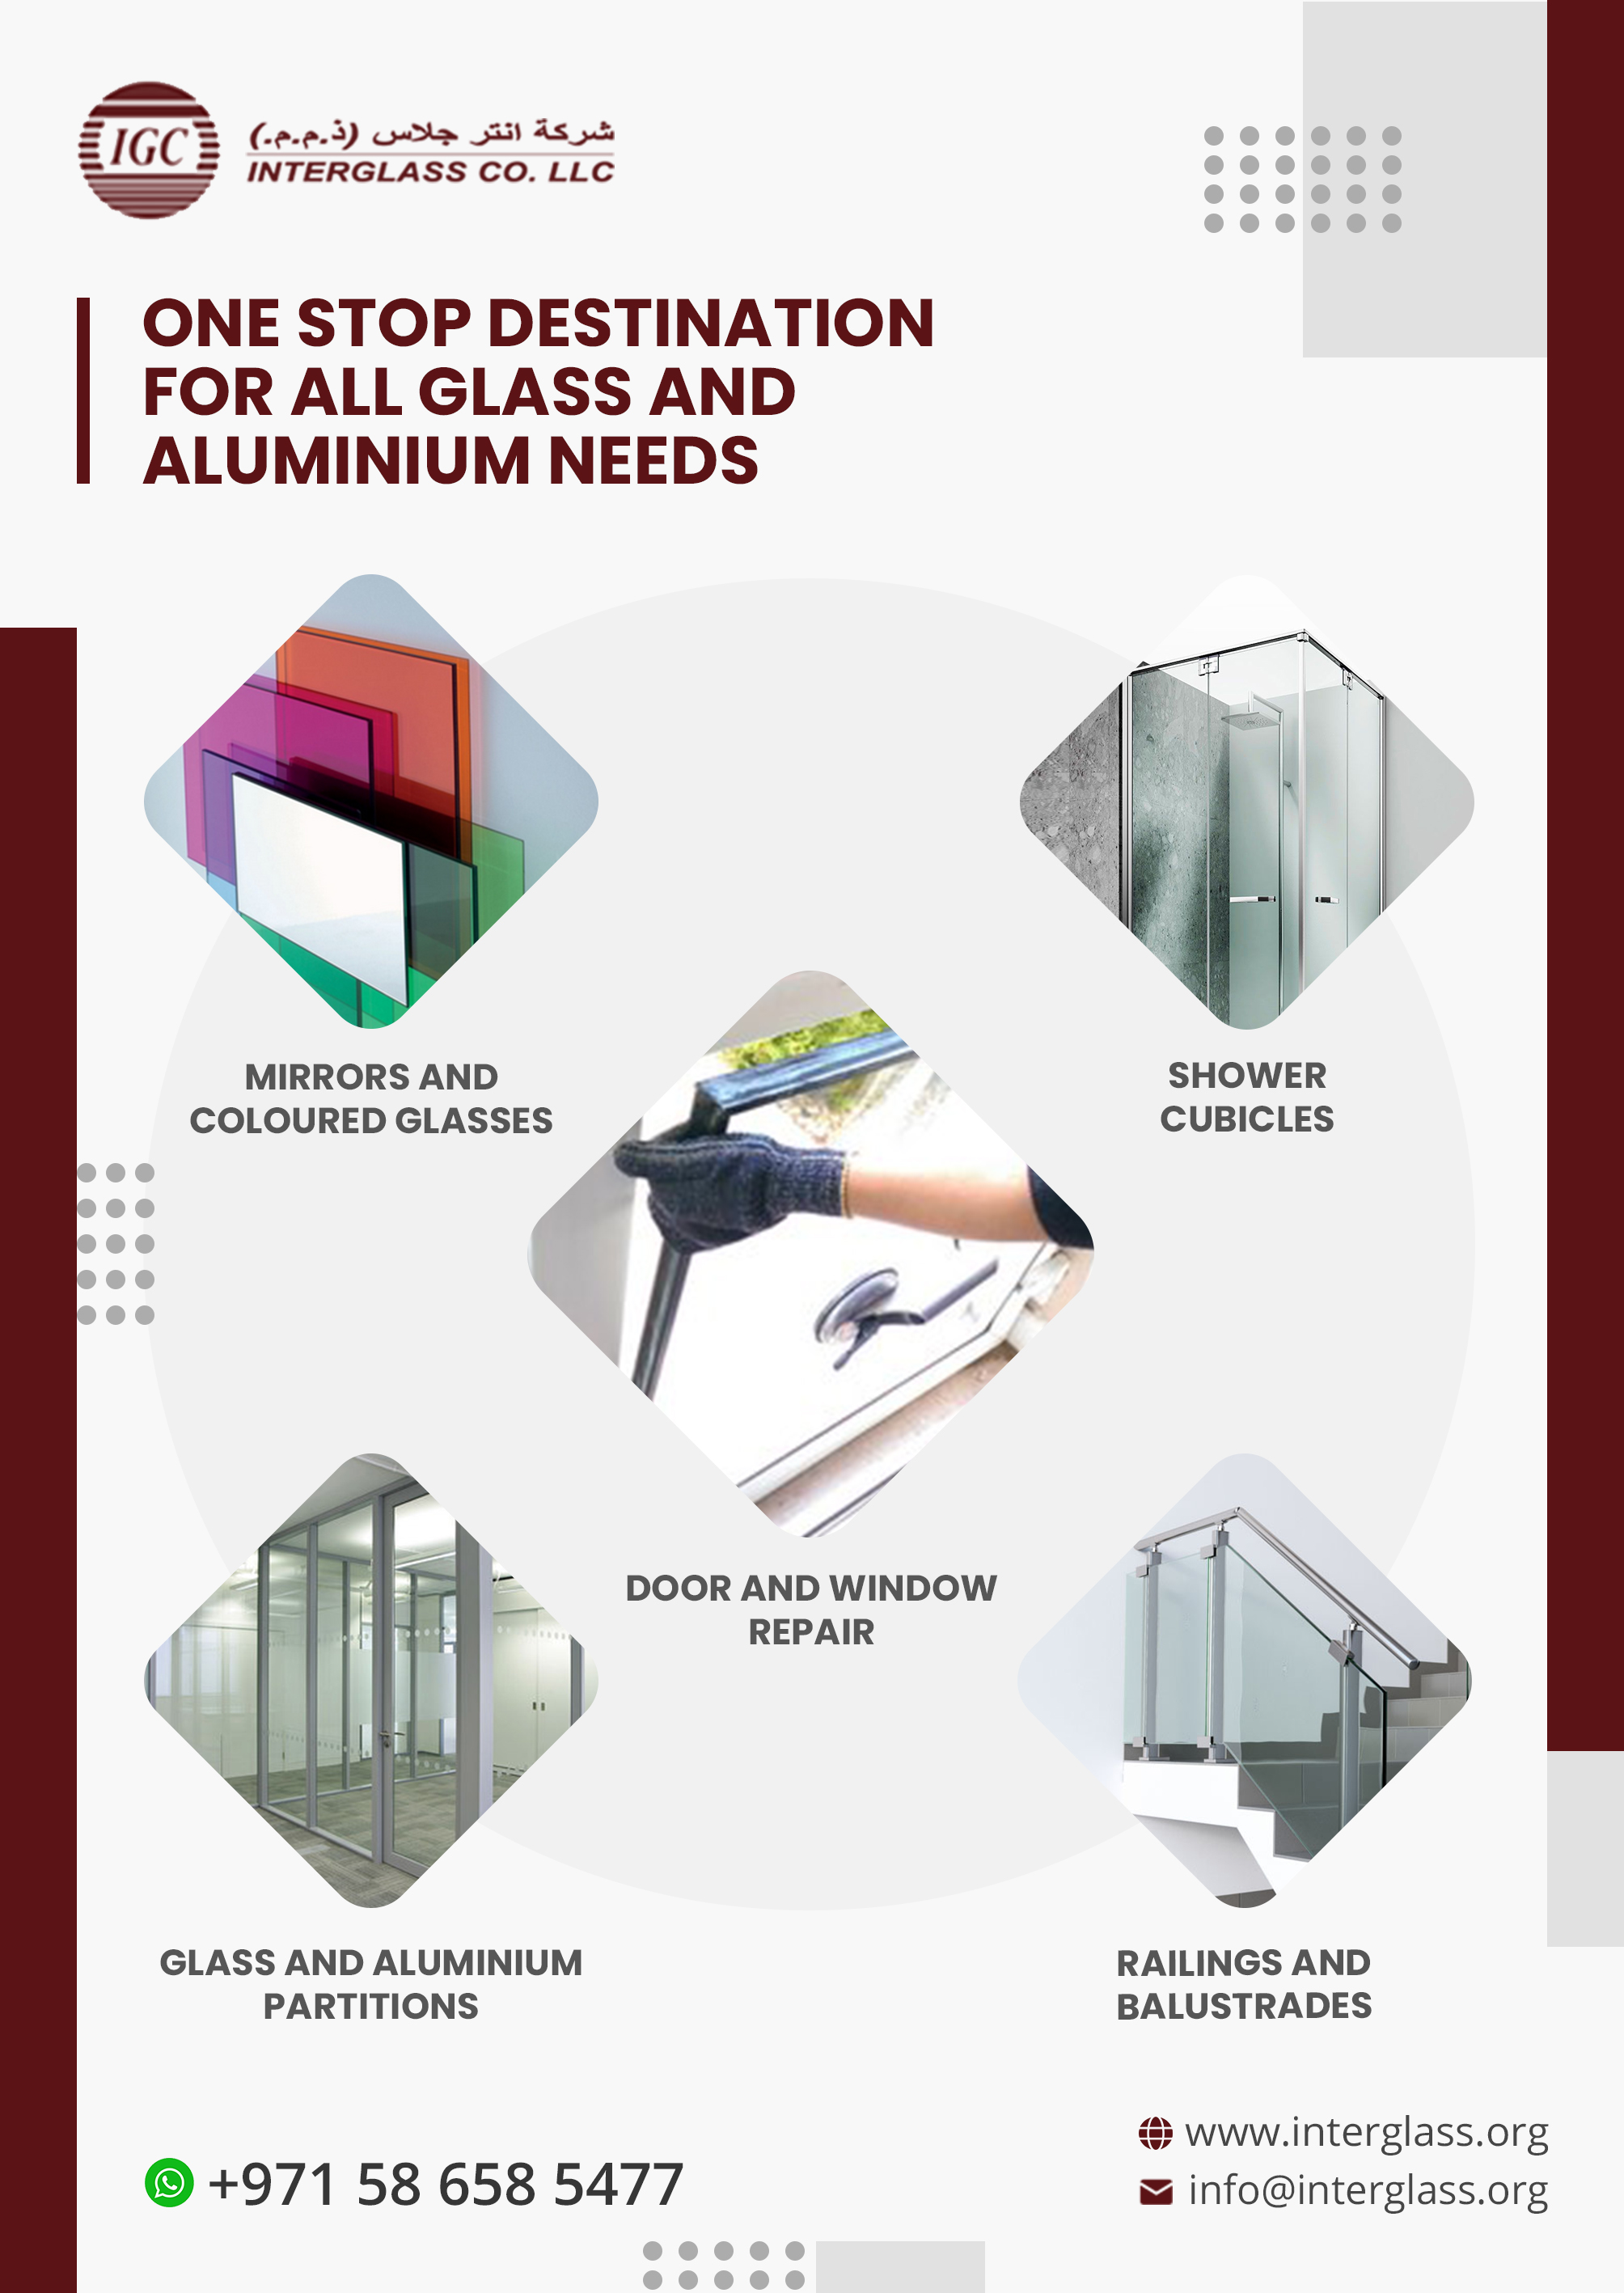 IGC
شركة انتر جلاس (ذ.م.م.)
INTERGLASS CO. LLC
ONE STOP DESTINATION
FOR ALL GLASS AND
ALUMINIUM NEEDS
MIRRORS AND
COLOURED GLASSES
SHOWER
CUBICLES
DOOR AND WINDOW
REPAIR
GLASS AND ALUMINIUM
PARTITIONS
RAILINGS AND
BALUSTRADES
+971 58 658 5477
www.interglass.org
info@interglass.org